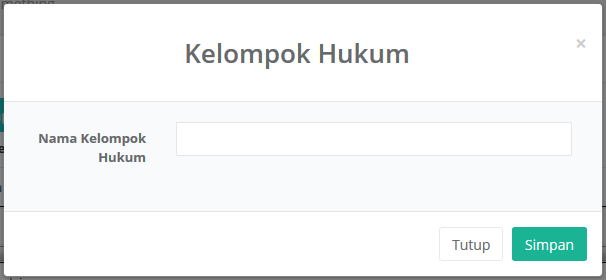 Kelompok Hukum
×
Nama Kelompok
Hukum
Tutup
Simpan